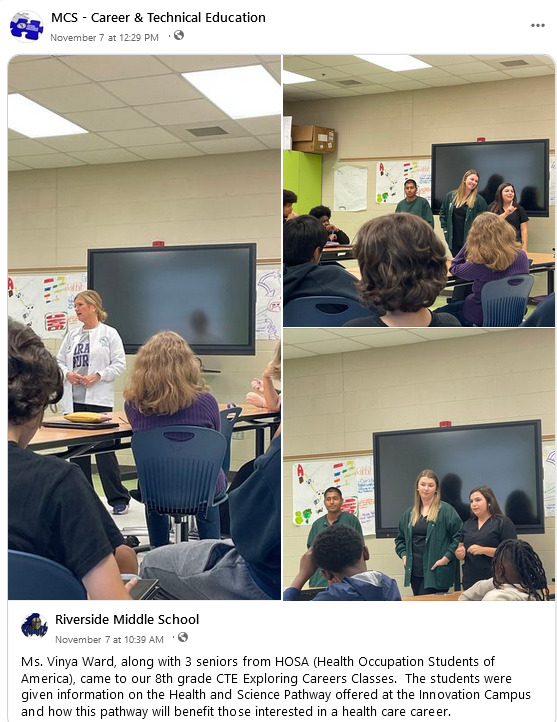 MCS - Career & Technical Education
November 7 at 12:29 PM ·
Riverside Middle School
November 7 at 10:39 AM ·
Ms. Vinya Ward, along with 3 seniors from HOSA (Health Occupation Students of
America), came to our 8th grade CTE Exploring Careers Classes. The students were
given information on the Health and Science Pathway offered at the Innovation Campus
and how this pathway will benefit those interested in a health care career.